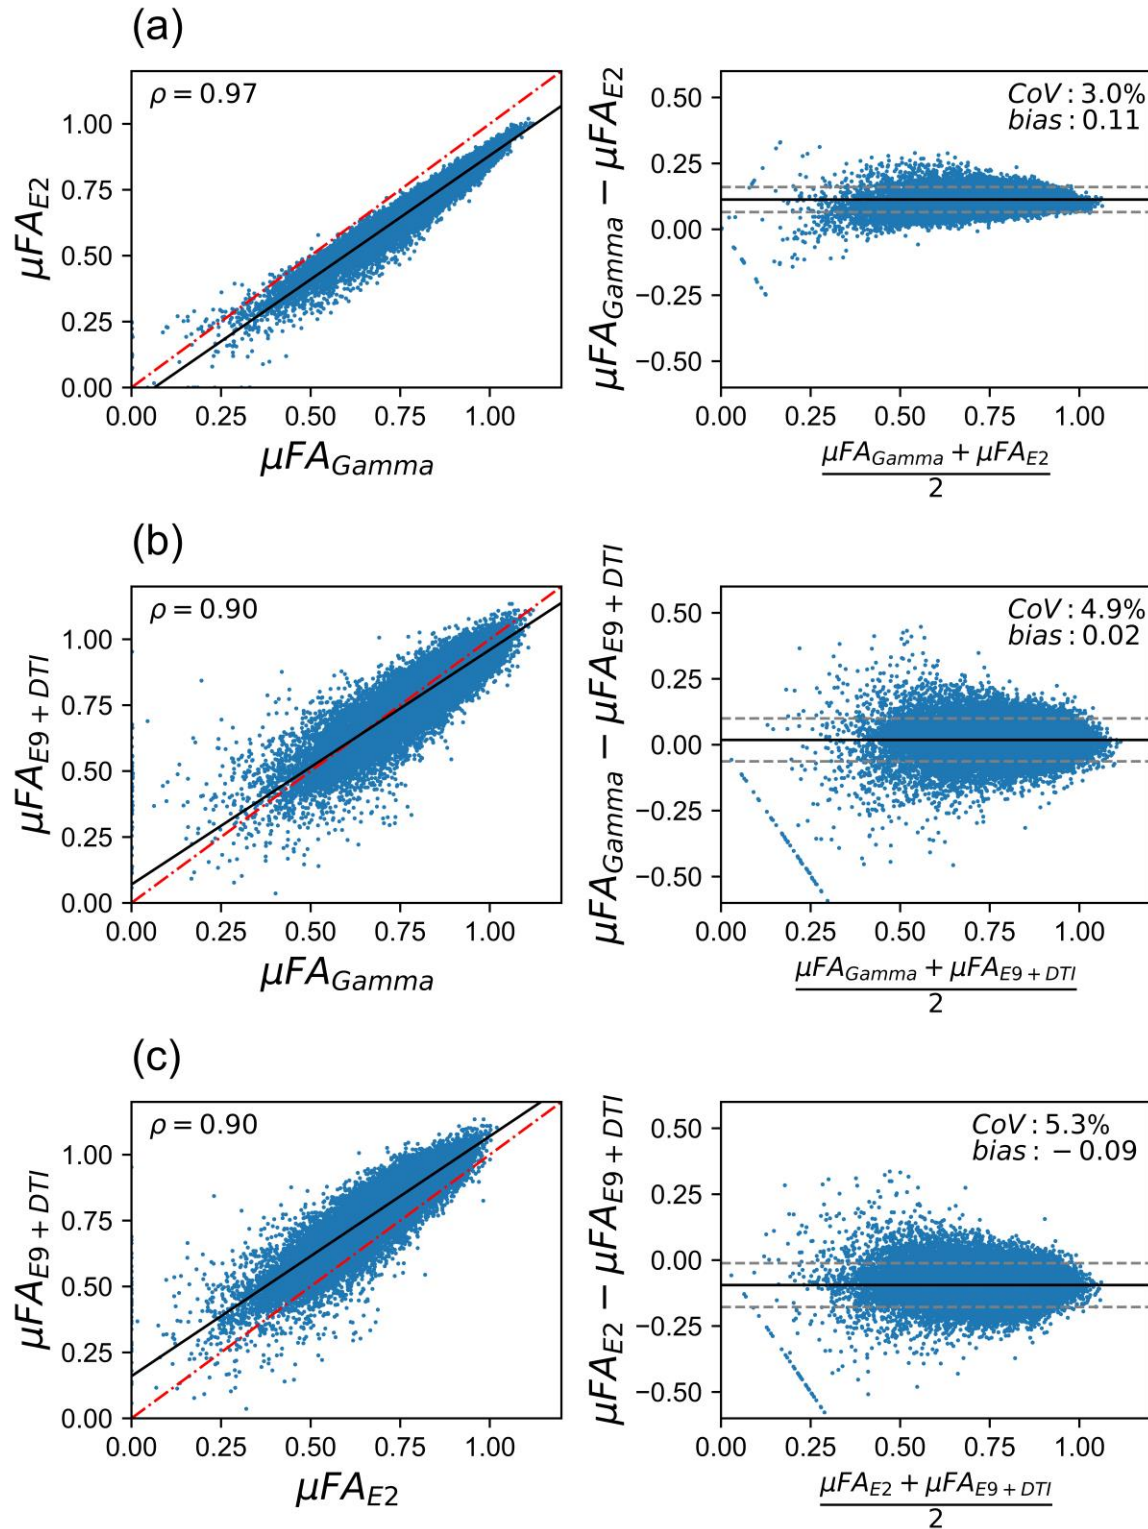 (a)
ρ = 0.97
1.00
0.75
0.50
0.25
0.00
μFA_E2
0.00 0.25 0.50 0.75 1.00
μFA_Gamma
CoV : 3.0%
bias : 0.11
0.50
0.25
0.00
−0.25
−0.50
μFA_Gamma − μFA_E2
0.00 0.25 0.50 0.75 1.00
μFA_Gamma + μFA_E2
2
(b)
ρ = 0.90
1.00
0.75
0.50
0.25
0.00
μFA_E9 + DTI
0.00 0.25 0.50 0.75 1.00
μFA_Gamma
CoV : 4.9%
bias : 0.02
0.50
0.25
0.00
−0.25
−0.50
μFA_Gamma − μFA_E9 + DTI
0.00 0.25 0.50 0.75 1.00
μFA_Gamma + μFA_E9 + DTI
2
(c)
ρ = 0.90
1.00
0.75
0.50
0.25
0.00
μFA_E9 + DTI
0.00 0.25 0.50 0.75 1.00
μFA_E2
CoV : 5.3%
bias : − 0.09
0.50
0.25
0.00
−0.25
−0.50
μFA_E2 − μFA_E9 + DTI
0.00 0.25 0.50 0.75 1.00
μFA_E2 + μFA_E9 + DTI
2